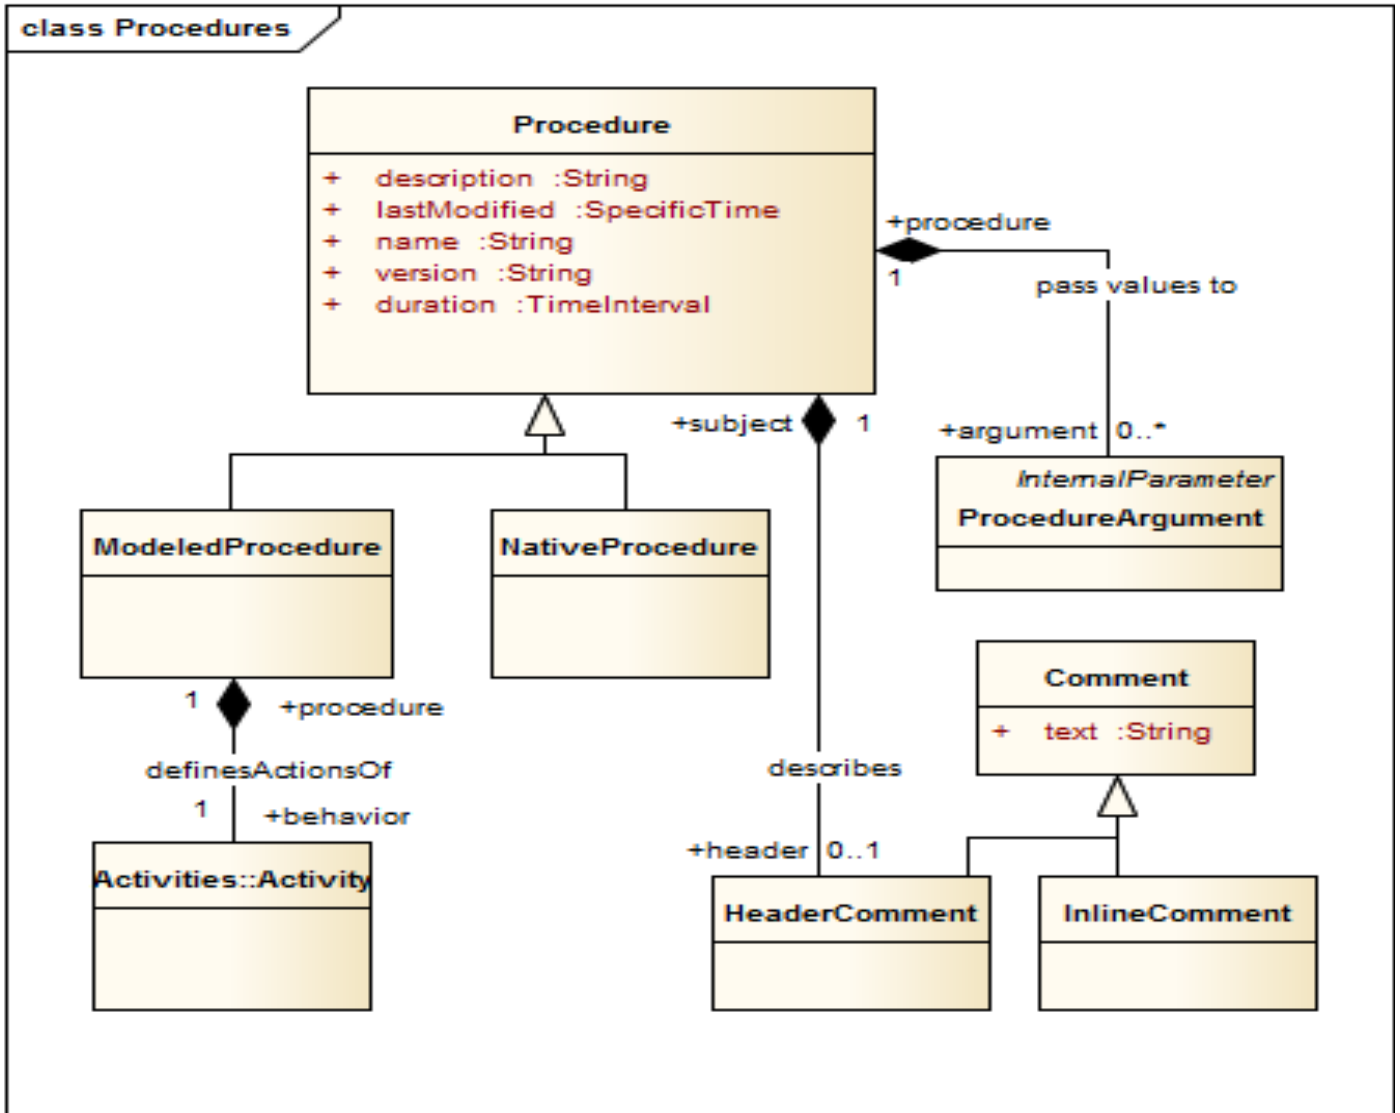 class Procedures
Procedure
+ description :String
+ lastModified :SpecificTime
+ name :String
+ version :String
+ duration :TimeInterval
+procedure
1
pass values to
+argument 0..*
InternalParameter
ProcedureArgument
+subject 1
ModeledProcedure
NativeProcedure
1 +procedure
definesActionsOf
1 +behavior
Activities::Activity
describes
+header 0..1
HeaderComment
Comment
+ text :String
InlineComment